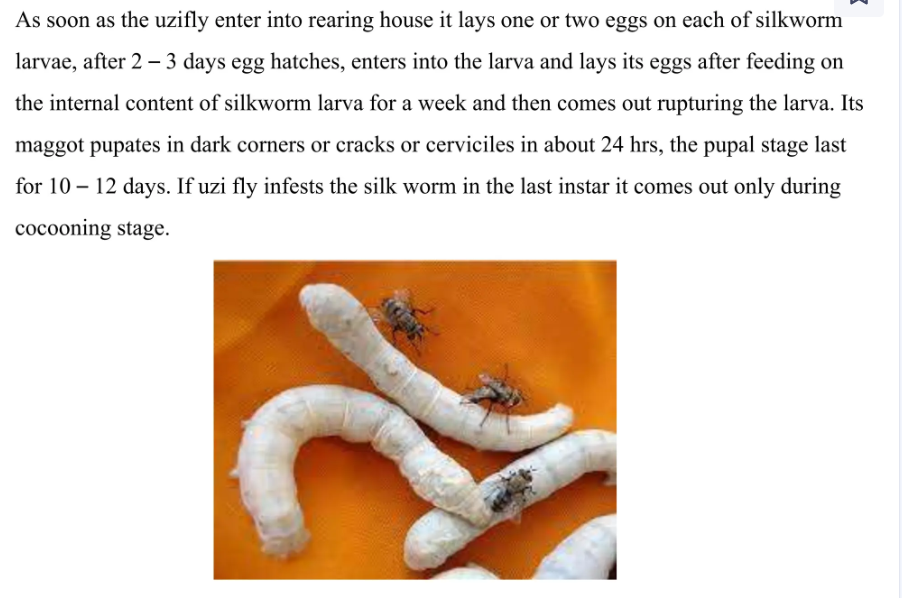 As soon as the uzifly enter into rearing house it lays one or two eggs on each of silkworm
larvae, after 2 – 3 days egg hatches, enters into the larva and lays its eggs after feeding on
the internal content of silkworm larva for a week and then comes out rupturing the larva. Its
maggot pupates in dark corners or cracks or cerviciles in about 24 hrs, the pupal stage last
for 10 – 12 days. If uzi fly infests the silk worm in the last instar it comes out only during
cocooning stage.